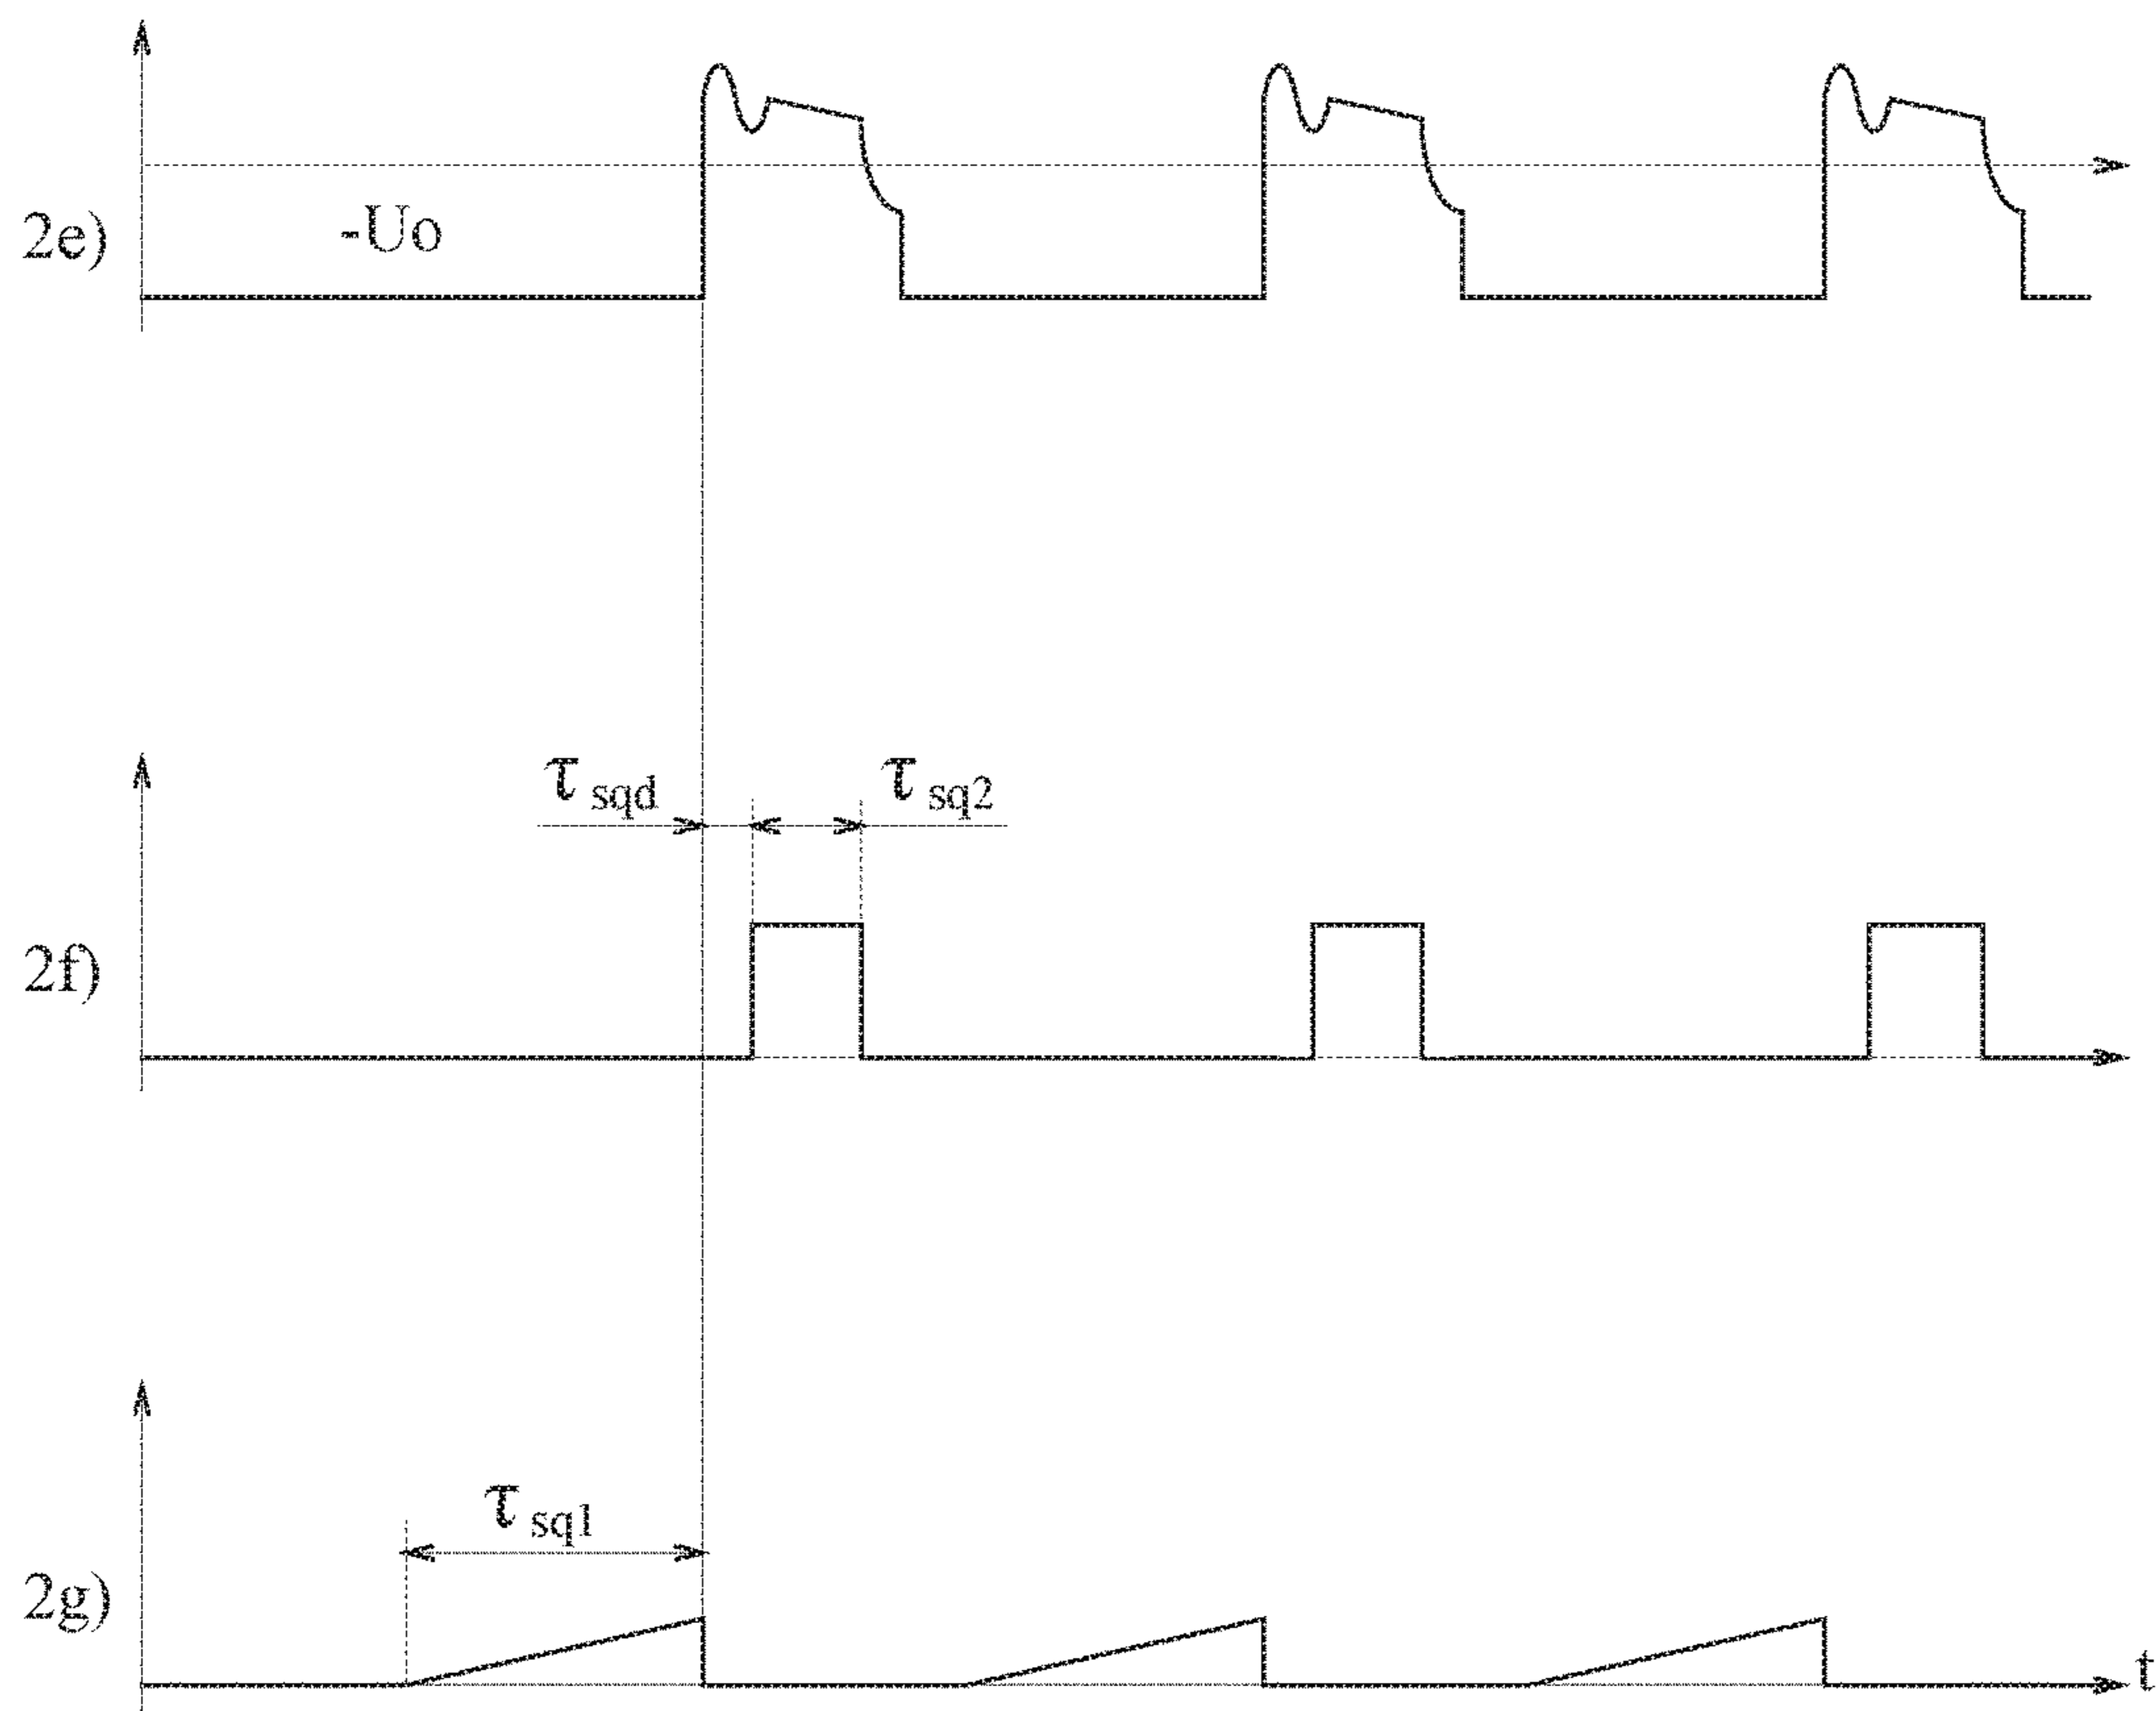 2e)
-Uo
τ sqd
τ sq2
2f)
τ sq1
2g)
t